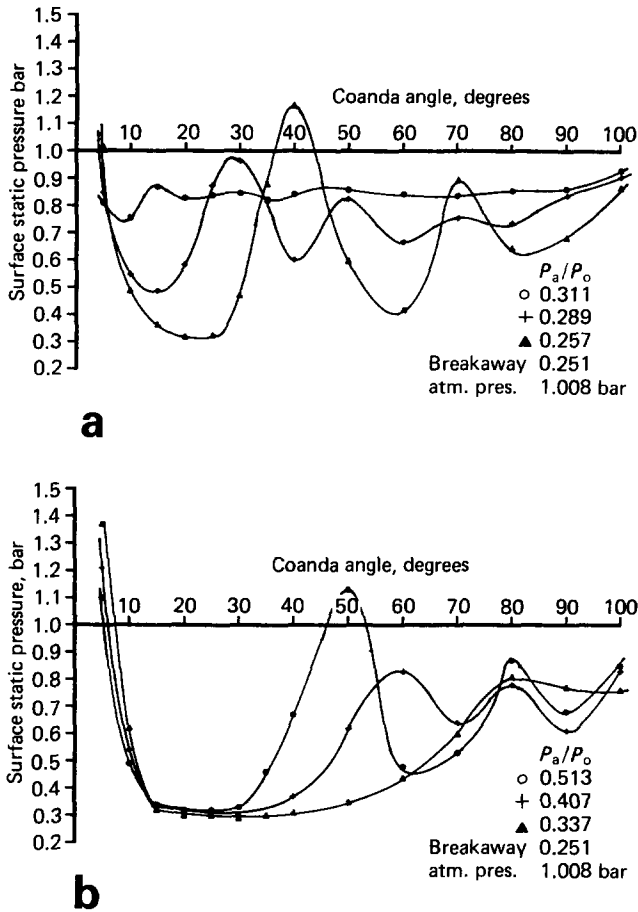 1.5
1.4
1.3
1.2
1.1
1.0
0.9
0.8
0.7
0.6
0.5
0.4
0.3
0.2
Surface static pressure bar
Coanda angle, degrees
10 20 30 40 50 60 70 80 90 100
Pa/Po
0.311
0.289
0.257
Breakaway 0.251
atm. pres. 1.008 bar
a
1.5
1.4
1.3
1.2
1.1
1.0
0.9
0.8
0.7
0.6
0.5
0.4
0.3
0.2
Surface static pressure, bar
Coanda angle, degrees
10 20 30 40 50 60 70 80 90 100
Pa/Po
0.513
0.407
0.337
Breakaway 0.251
atm. pres. 1.008 bar
b